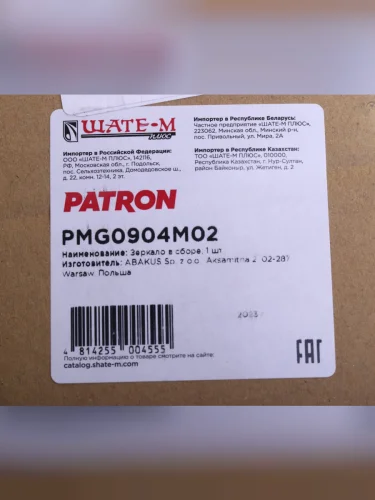 ШАТЕ-М
ПЛЮС
Импортер в Российской Федерации:
ООО «ШАТЕ-М ПЛЮС», 142116,
РФ, Московская обл., г. Подольск,
пос. Сельхозтехника, Домодедовское ш.,
д. 22, комн. 12-14, 2 эт.
Импортер в Республике Беларусь:
Частное предприятие «ШАТЕ-М ПЛЮС»,
223062, Минская обл., Минский р-н,
пос. Привольный, ул. Мира, 2А
Импортер в Республике Казахстан:
ТОО «ШАТЕ-М ПЛЮС», 010000,
Республика Казахстан, г. Нур-Султан,
район Байконыр, ул. Жетиген, д. 2
PATRON
PMG0904M02
Наименование: Зеркало в сборе, 1 шт
Изготовитель: ABAKUS Sp. z o.o. Aksamitna 2, 02-287
Warsaw, Польша
4 814255 004555
EAC
Полную информацию о товаре смотрите на сайте:
catalog.shate-m.com